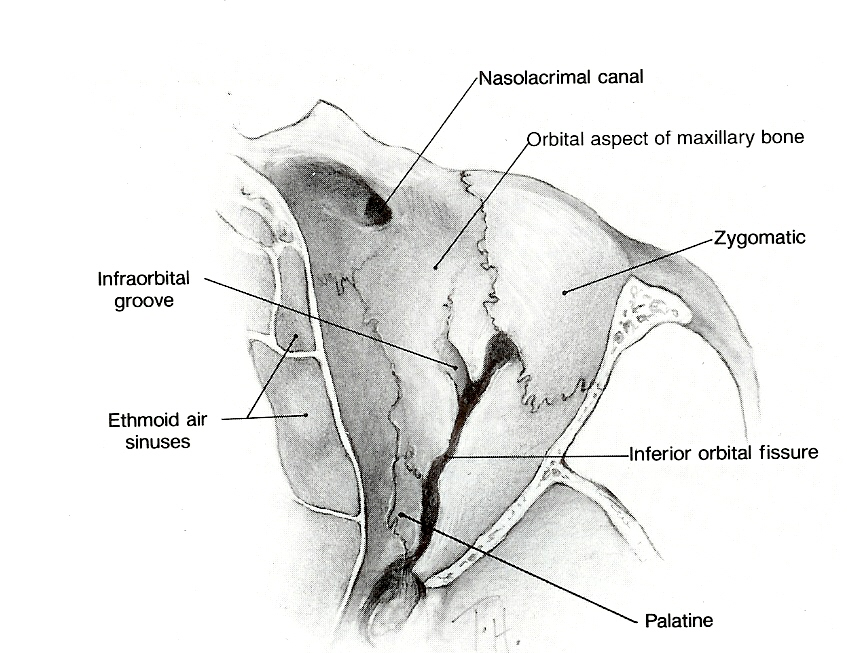 Nasolacrimal canal
Orbital aspect of maxillary bone
Zygomatic
Infraorbital
groove
Ethmoid air
sinuses
Inferior orbital fissure
Palatine
T.H.